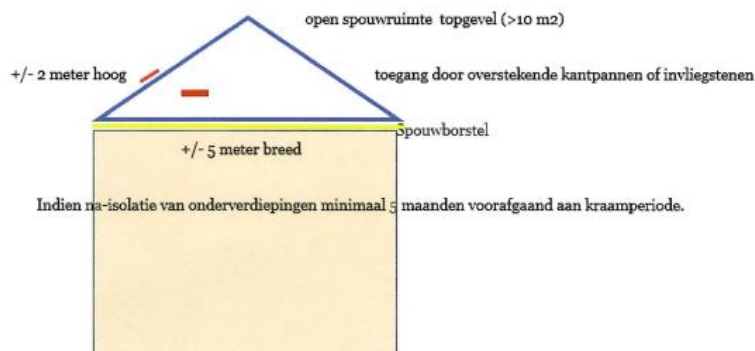 open spouwruimte topgevel (>10 m2)
+/- 2 meter hoog
toegang door overstekende kantpannen of invliegstenen
Spouwborstel
+/- 5 meter breed
Indien na-isolatie van onderverdiepingen minimaal 5 maanden voorafgaand aan kraamperiode.